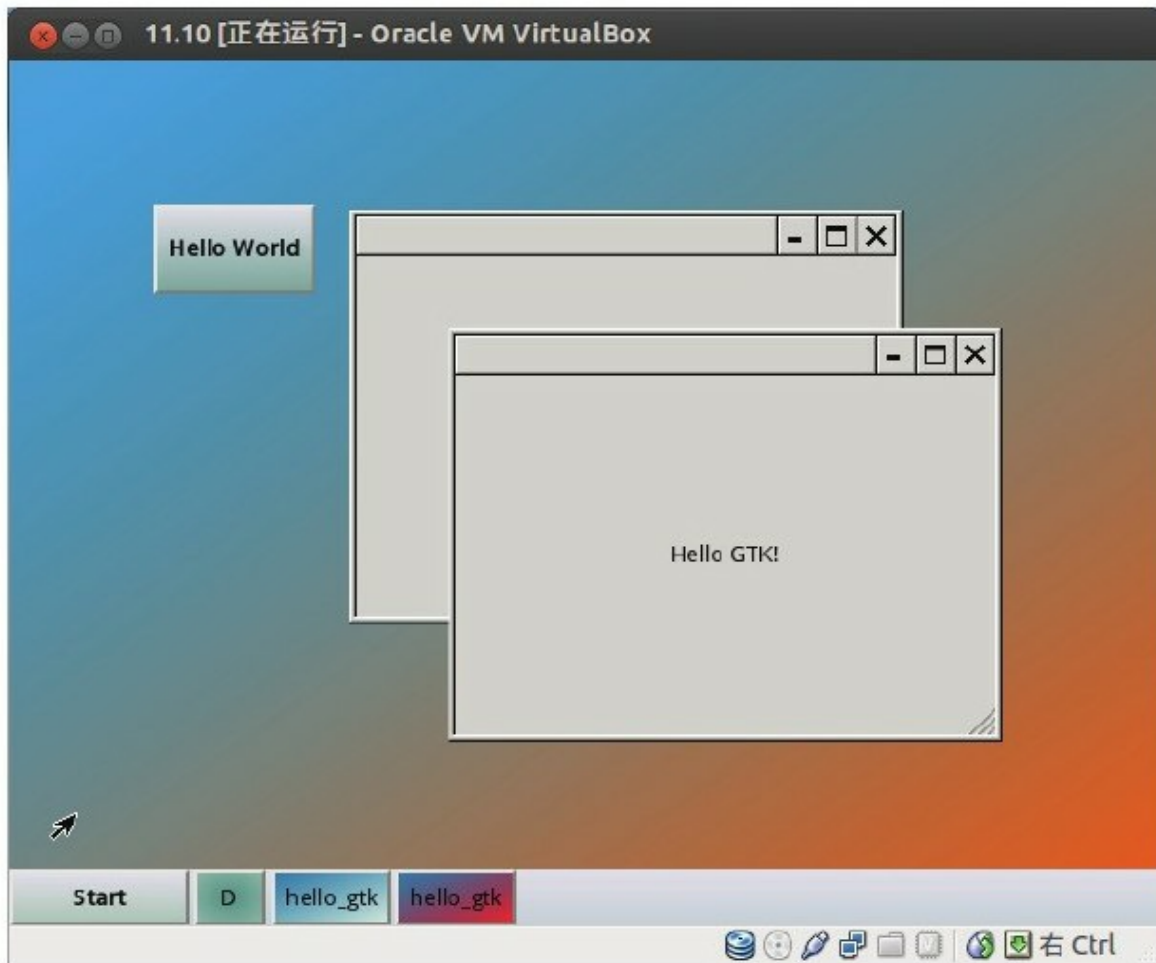 11.10 [正在运行] - Oracle VM VirtualBox
Hello World
Hello GTK!
Start D hello_gtk hello_gtk
右 Ctrl